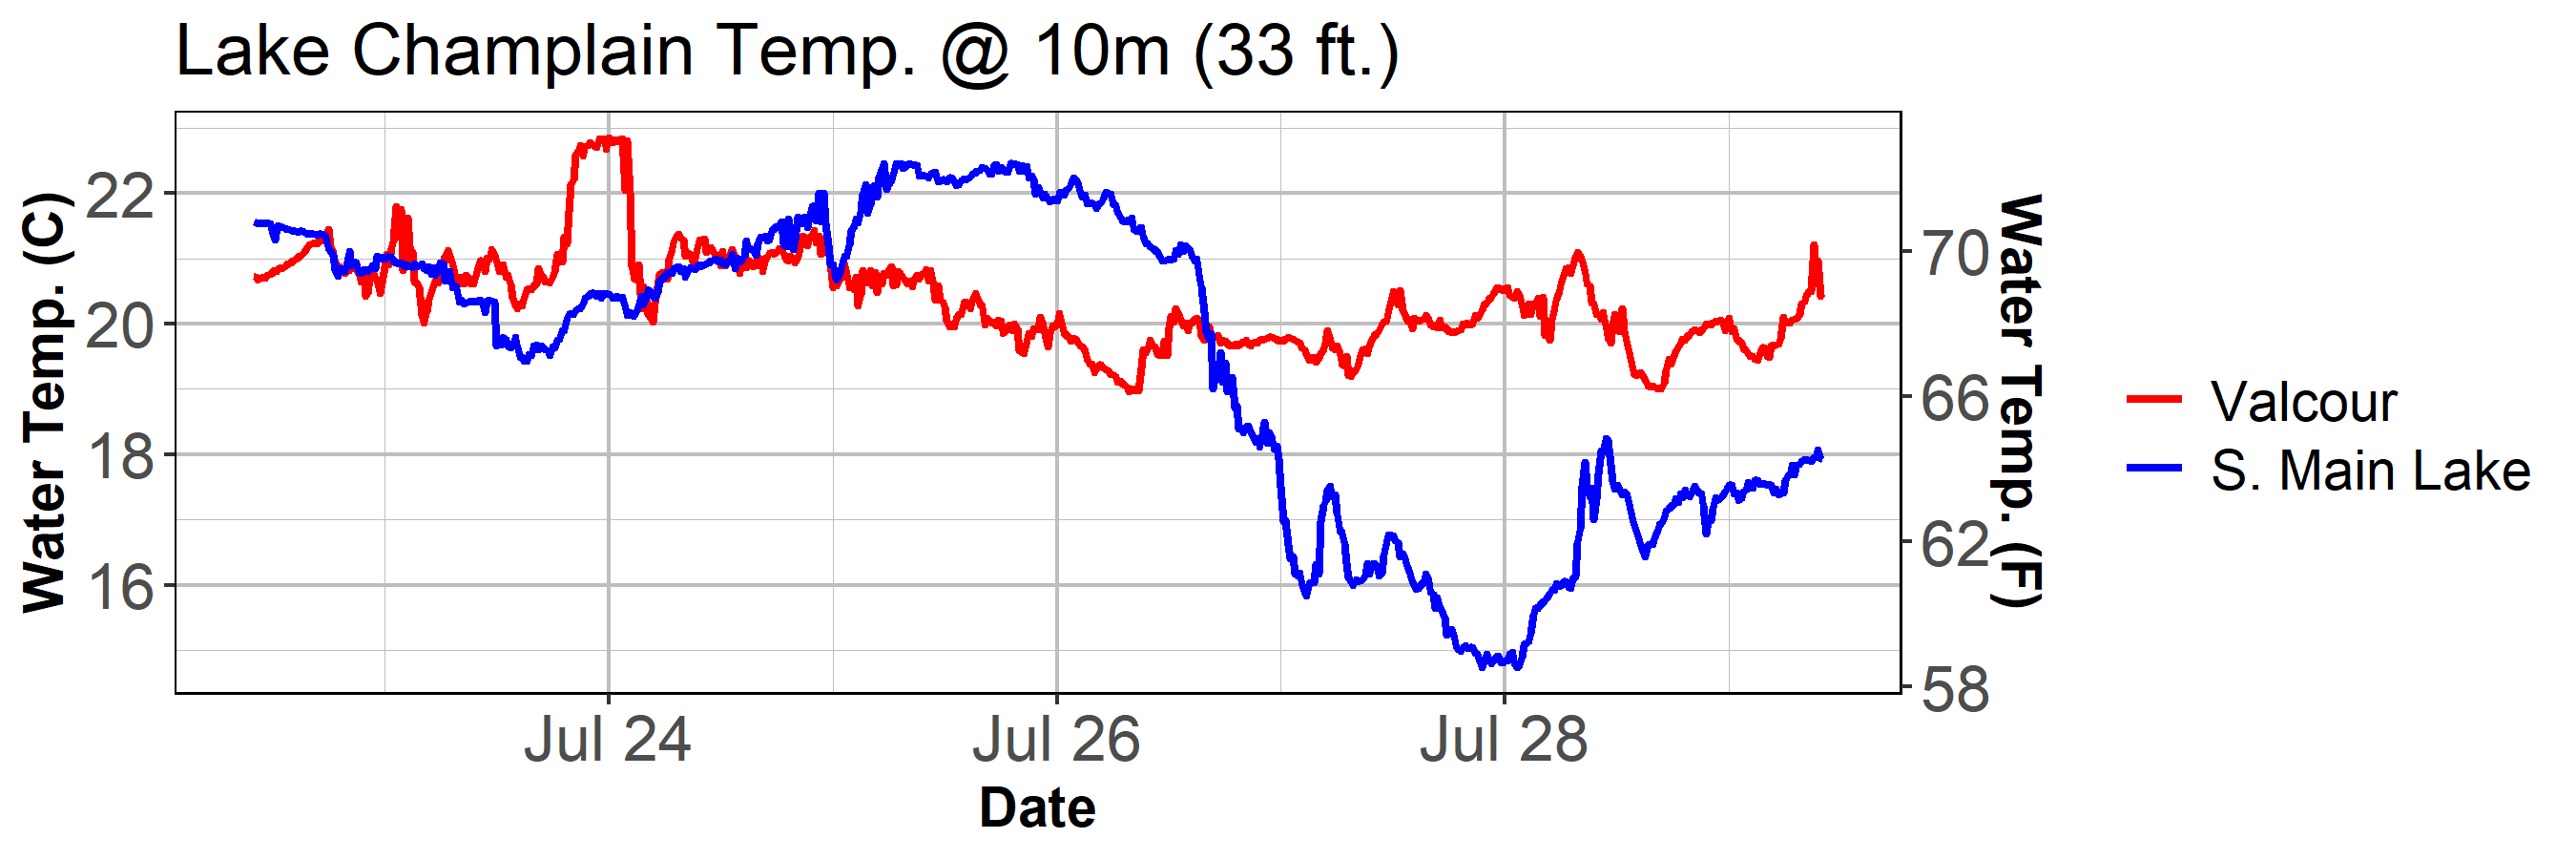 Lake Champlain Temp. @ 10m (33 ft.)
Water Temp. (C)
22
20
18
16
Water Temp. (F)
70
66
62
58
Jul 24
Jul 26
Jul 28
Date
Valcour
S. Main Lake